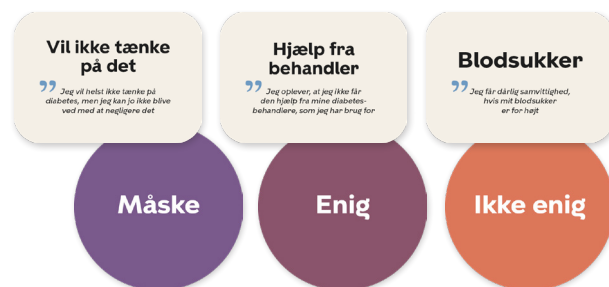 Vil ikke tænke
på det
Jeg vil helst ikke tænke på
diabetes, men jeg kan jo ikke blive
ved med at negligere det
Måske
Hjælp fra
behandler
Jeg oplever, at jeg ikke får
den hjælp fra mine diabetes-
behandlere, som jeg har brug for
Enig
Blodsukker
Jeg får dårlig samvittighed,
hvis mit blodsukker
er for højt
Ikke enig